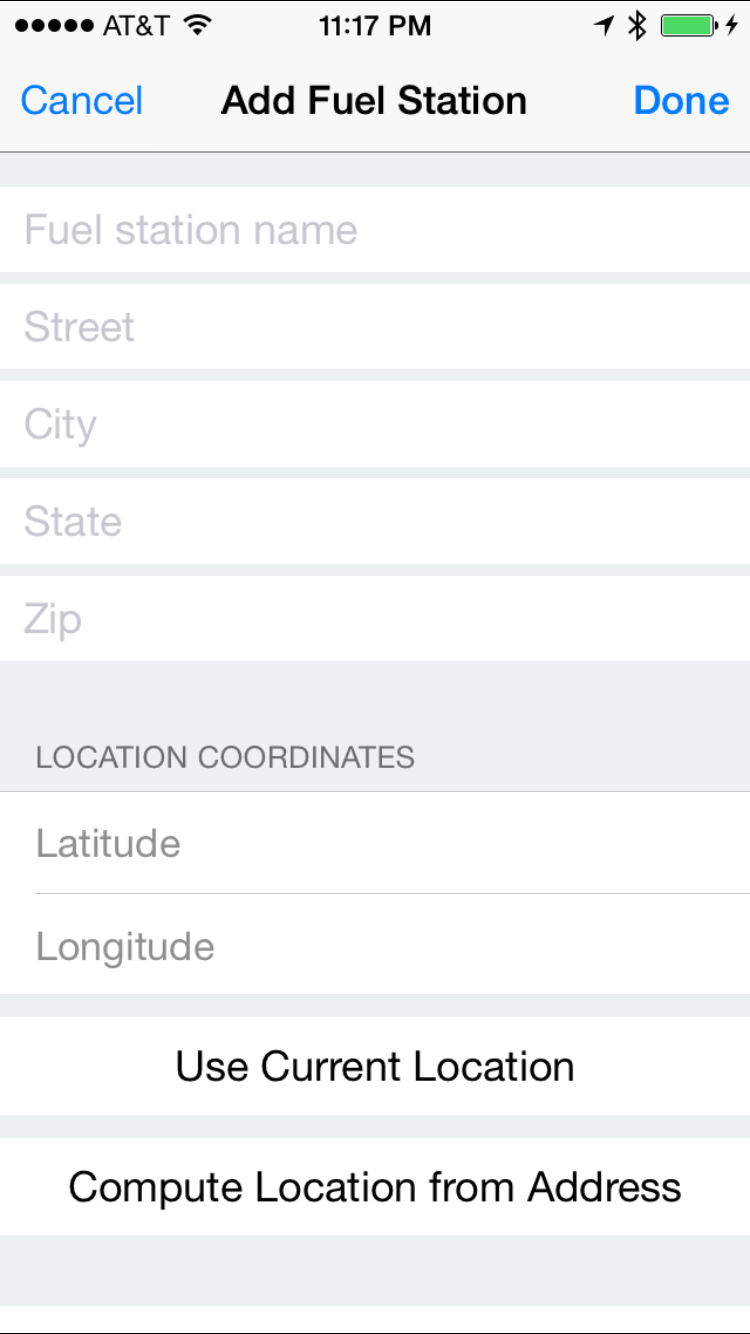 AT&T 11:17 PM
Cancel Add Fuel Station Done
Fuel station name
Street
City
State
Zip
LOCATION COORDINATES
Latitude
Longitude
Use Current Location
Compute Location from Address